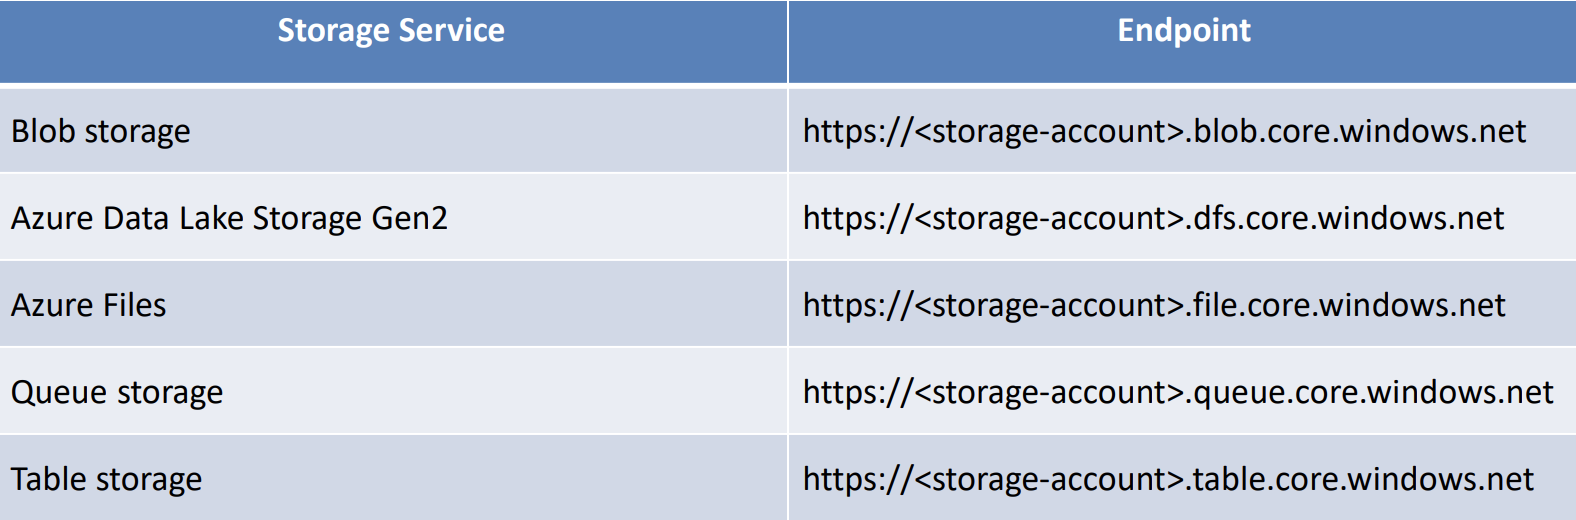 Storage Service Endpoint
Blob storage https://<storage-account>.blob.core.windows.net
Azure Data Lake Storage Gen2 https://<storage-account>.dfs.core.windows.net
Azure Files https://<storage-account>.file.core.windows.net
Queue storage https://<storage-account>.queue.core.windows.net
Table storage https://<storage-account>.table.core.windows.net